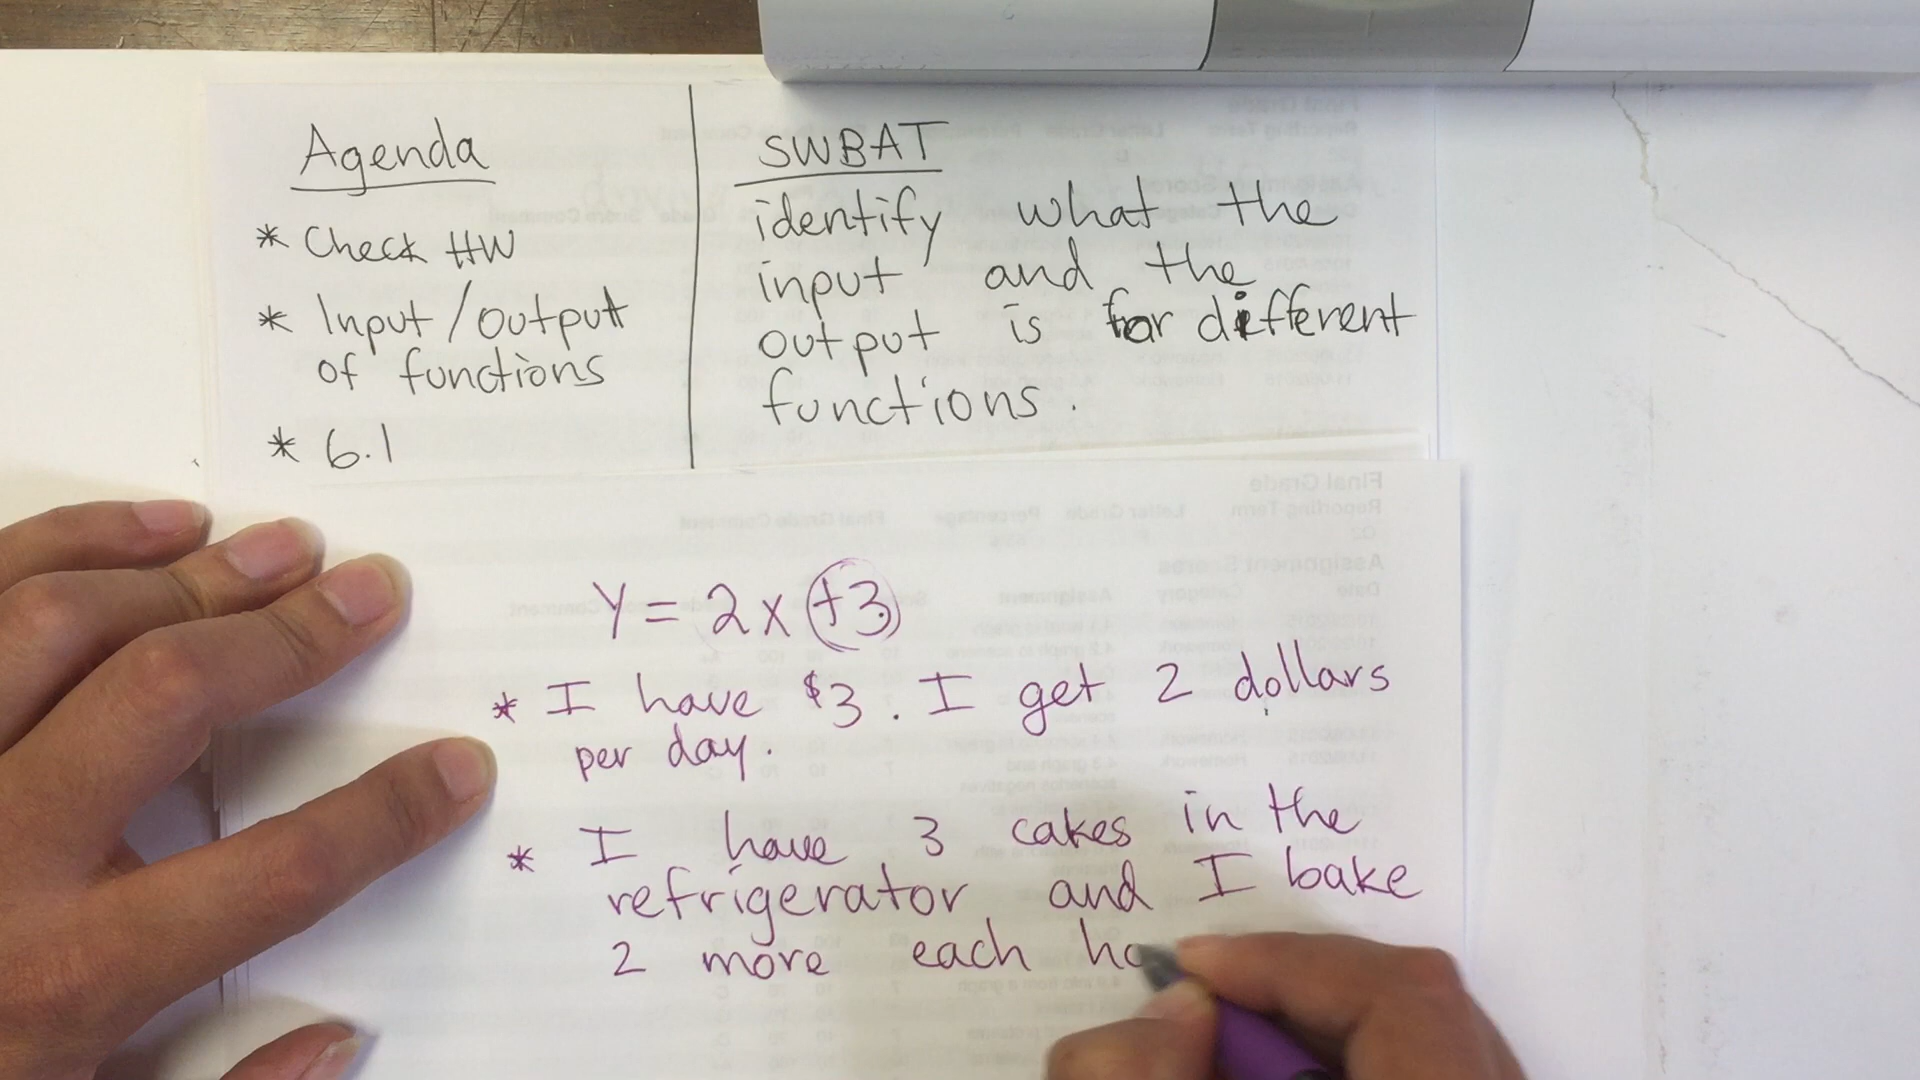 Agenda
* Check HW
* Input/Output
of functions
* 6.1
SWBAT
identify what the
input and the
output is for different
functions.
Y = 2x +3
* I have $3. I get 2 dollars
per day.
* I have 3 cakes in the
refrigerator and I bake
2 more each ho